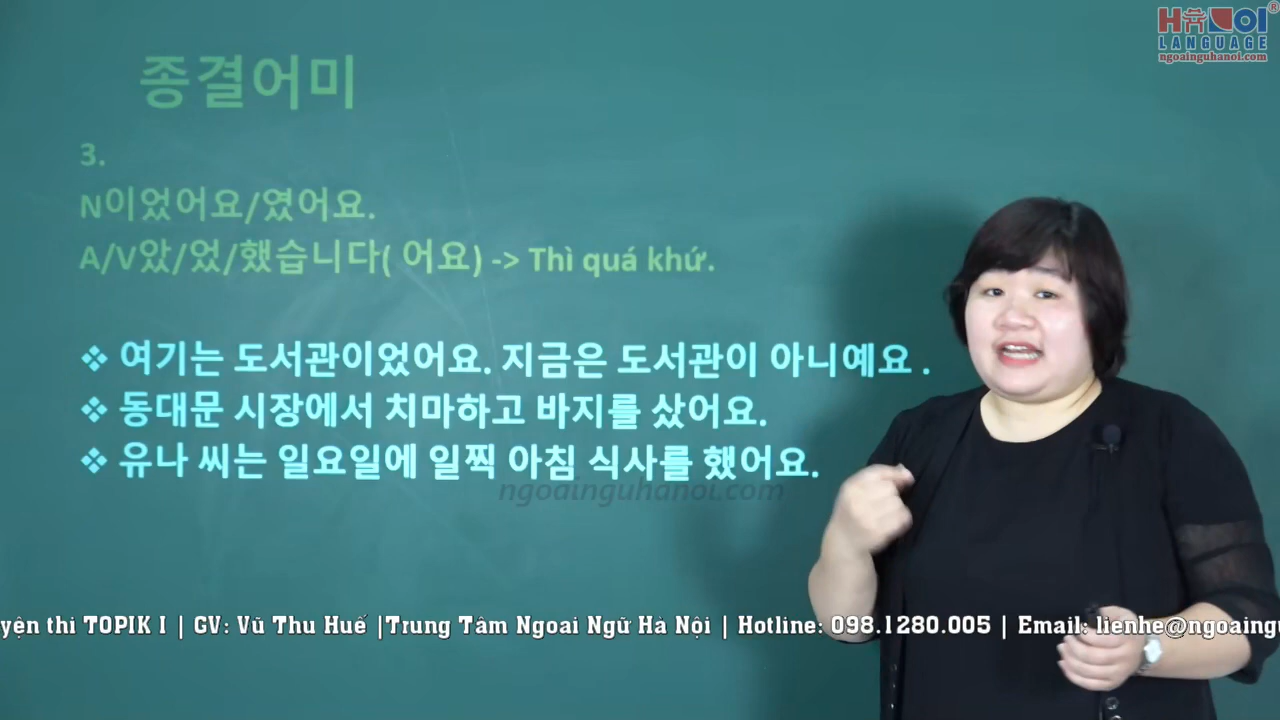 HANOI®
LANGUAGE
ngoainguhanoi.com
종결어미
3.
N이었어요/였어요.
A/V았/었/했습니다( 어요) -> Thì quá khứ.
❖ 여기는 도서관이었어요. 지금은 도서관이 아니예요 .
❖ 동대문 시장에서 치마하고 바지를 샀어요.
❖ 유나 씨는 일요일에 일찍 아침 식사를 했어요.
ngoainguhanoi.com
yện thi TOPIK I | GV: Vũ Thu Huế |Trung Tâm Ngoai Ngữ Hà Nội | Hotline: 098.1280.005 | Email: lienhe@ngoaingu